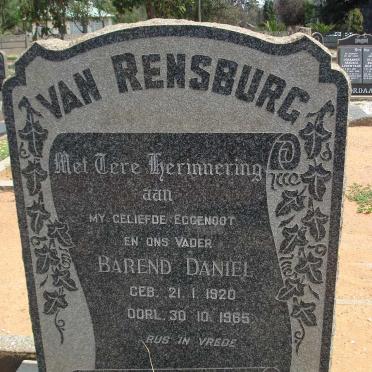 VAN RENSBURG
Met Tere Herinnering
aan
MY GELIEFDE EGGENOOT
EN ONS VADER
BAREND DANIEL
GEB. 21. 1. 1920
OORL. 30. 10. 1965
RUS IN VREDE